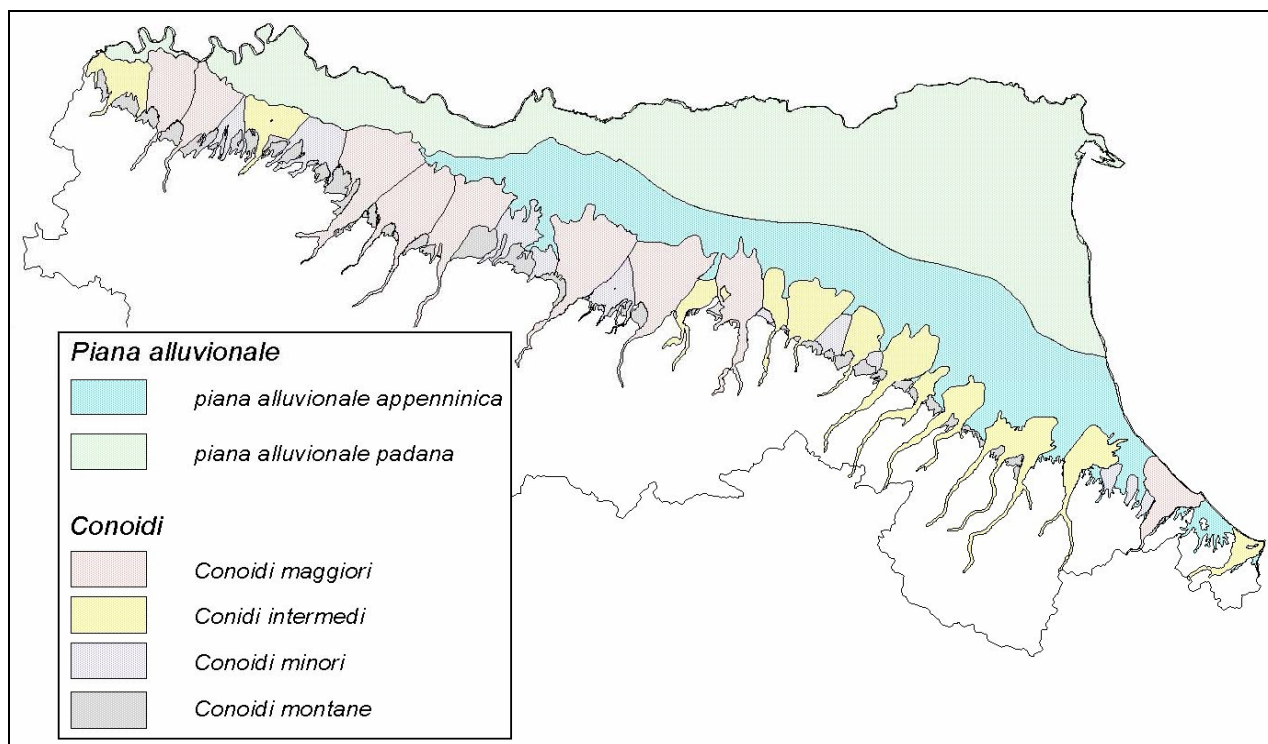 Piana alluvionale
piana alluvionale appenninica
piana alluvionale padana
Conoidi
Conoidi maggiori
Conidi intermedi
Conoidi minori
Conoidi montane